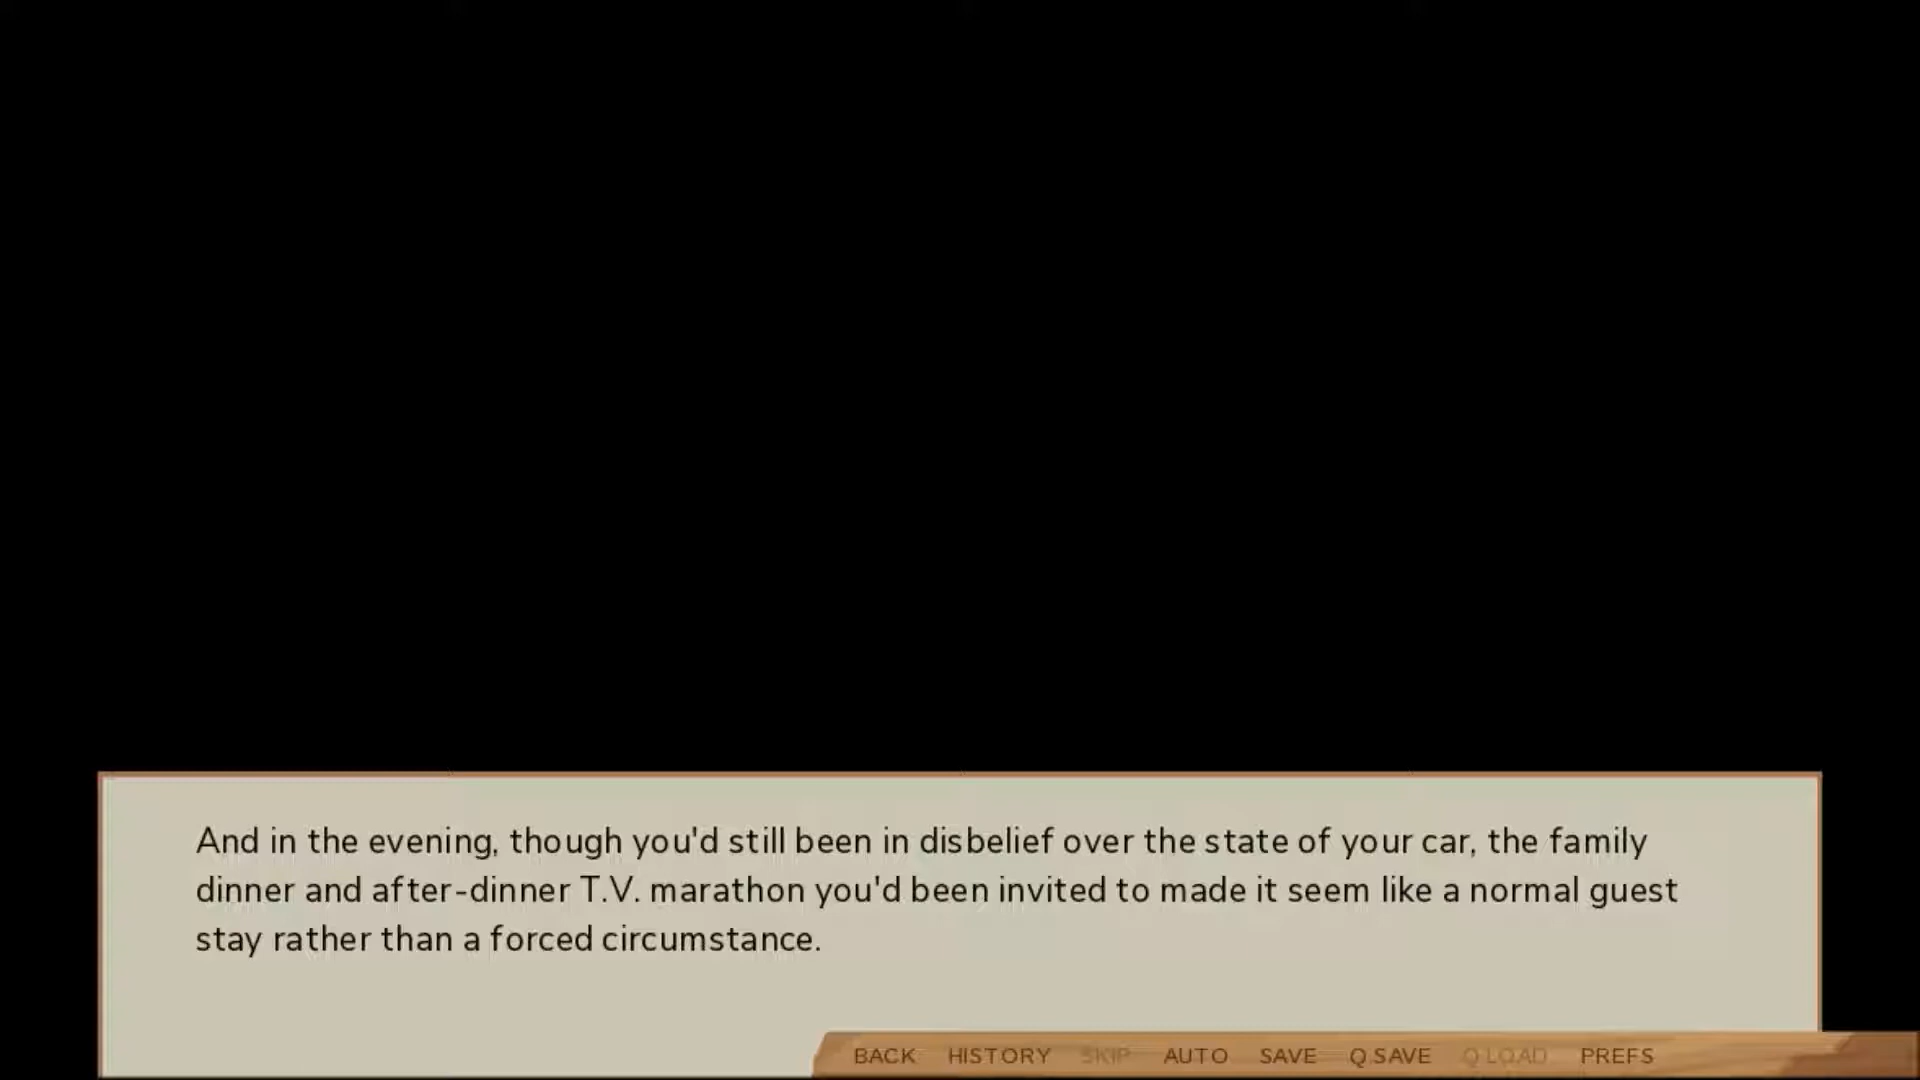 And in the evening, though you'd still been in disbelief over the state of your car, the family
dinner and after-dinner T.V. marathon you'd been invited to made it seem like a normal guest
stay rather than a forced circumstance.
BACK HISTORY SKIP AUTO SAVE Q.SAVE Q.LOAD PREFS